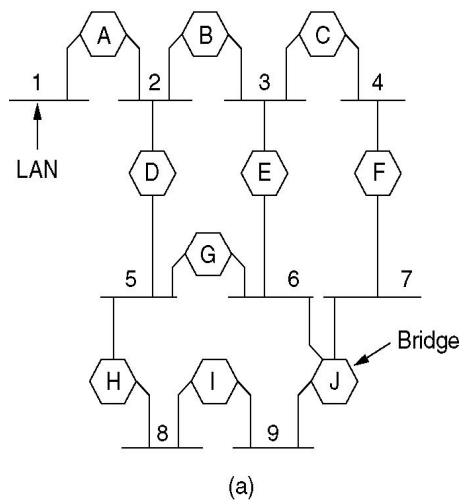 A B C
1 2 3 4
LAN
D E F
G
5 6 7
Bridge
H I J
8 9
(a)